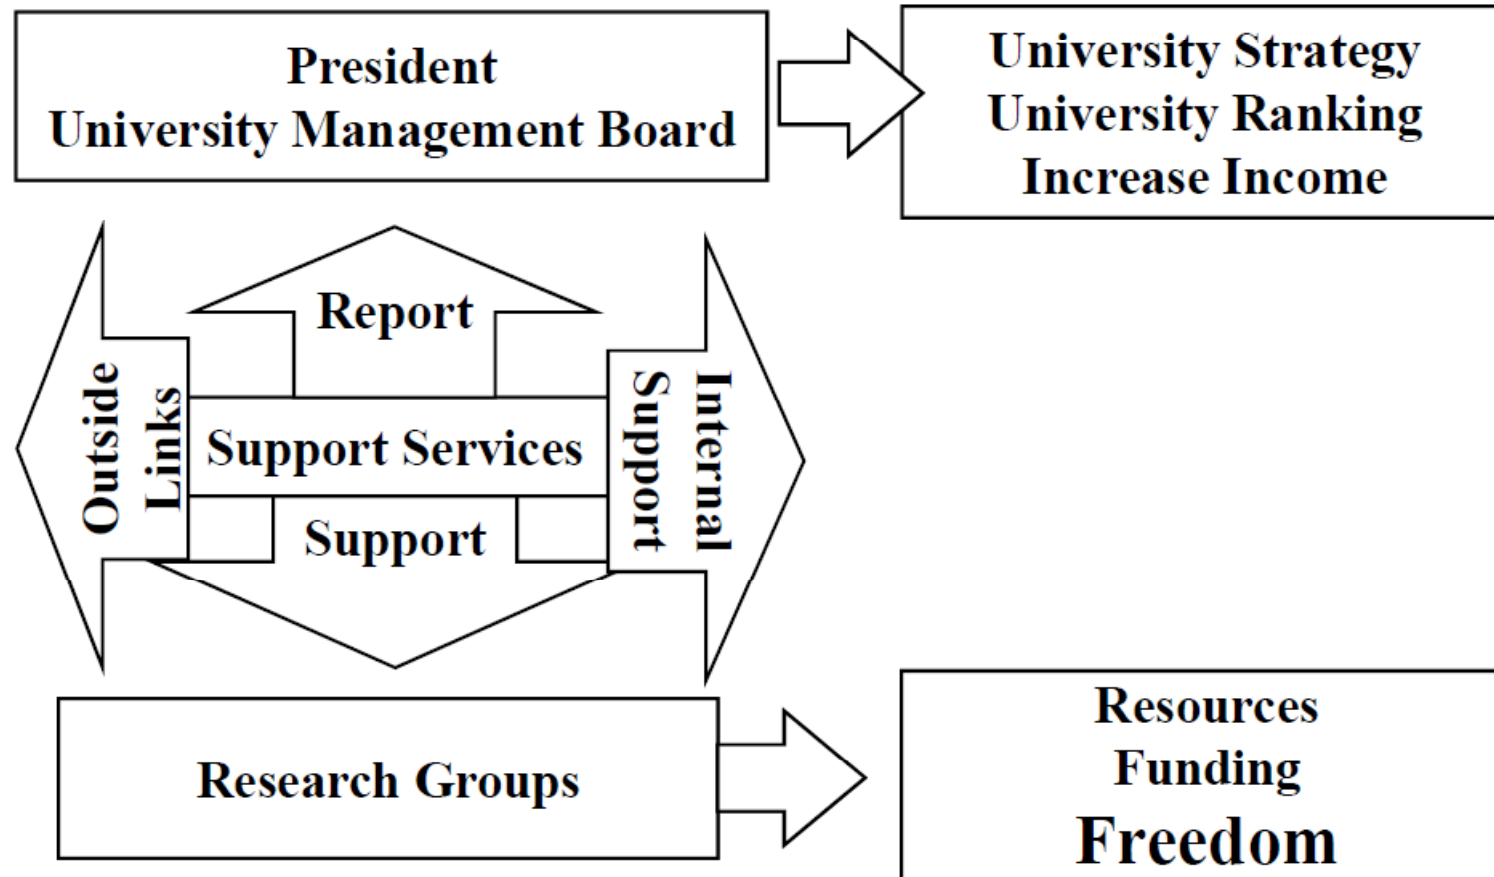 President
University Management Board
University Strategy
University Ranking
Increase Income
Report
Outside
Links
Support Services
Internal
Support
Support
Research Groups
Resources
Funding
Freedom